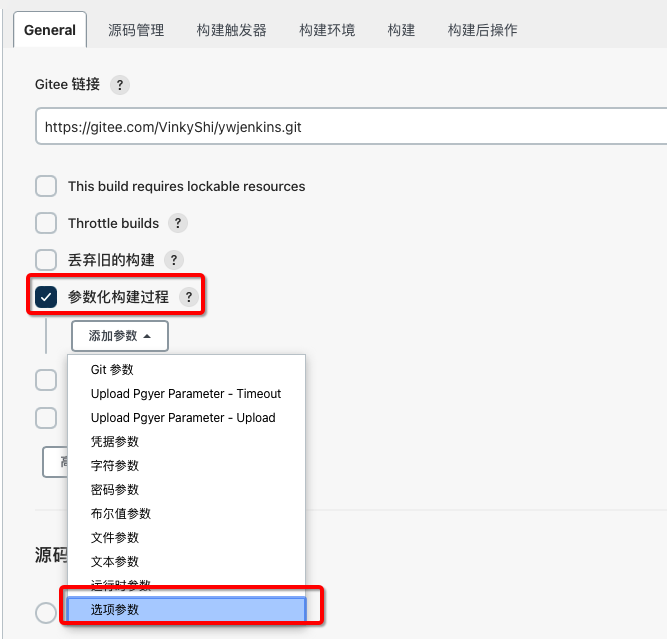 General 源码管理 构建触发器 构建环境 构建 构建后操作
Gitee 链接 ?
https://gitee.com/VinkyShi/ywjenkins.git
This build requires lockable resources
Throttle builds ?
丢弃旧的构建 ?
参数化构建过程 ?
添加参数
Git 参数
Upload Pgyer Parameter - Timeout
Upload Pgyer Parameter - Upload
凭据参数
字符参数
密码参数
布尔值参数
文件参数
文本参数
运行时参数
源码
选项参数